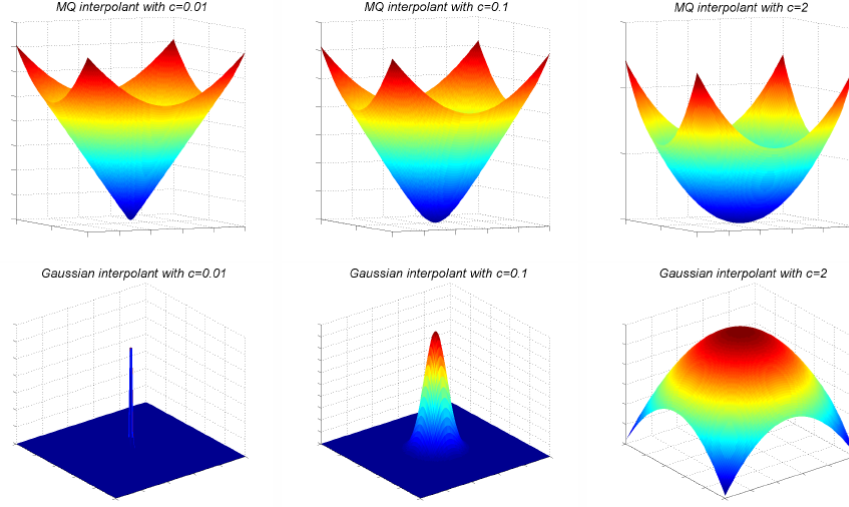 MQ interpolant with c=0.01
MQ interpolant with c=0.1
MQ interpolant with c=2
Gaussian interpolant with c=0.01
Gaussian interpolant with c=0.1
Gaussian interpolant with c=2